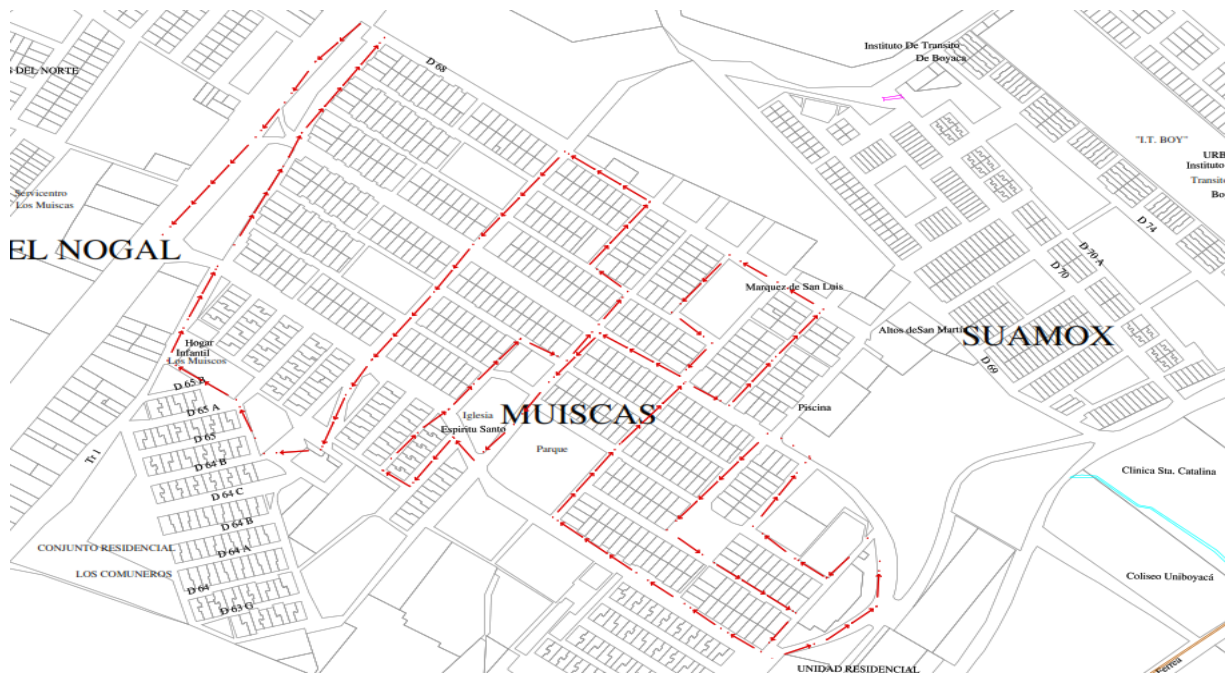 Instituto De Transito
De Boyaca
D 68
DEL NORTE
"I.T. BOY"
URB
Instituto
Transito
Bo
Servicentro
Los Muiscas
D 74
EL NOGAL
D 70 A
D 70
Marquez de San Luis
Altos de San Marti
SUAMOX
Hogar
Infantil
Los Muiscos
D 69
D 65 B
D 65 A
Iglesia
MUISCAS
Piscina
Espiritu Santo
D 65
Parque
Tr 1
D 64 B
Clinica Sta. Catalina
D 64 C
D 64 B
CONJUNTO RESIDENCIAL
D 64 A
LOS COMUNEROS
Coliseo Uniboyacá
D 64
D 63 G
UNIDAD RESIDENCIAL
Ferrea